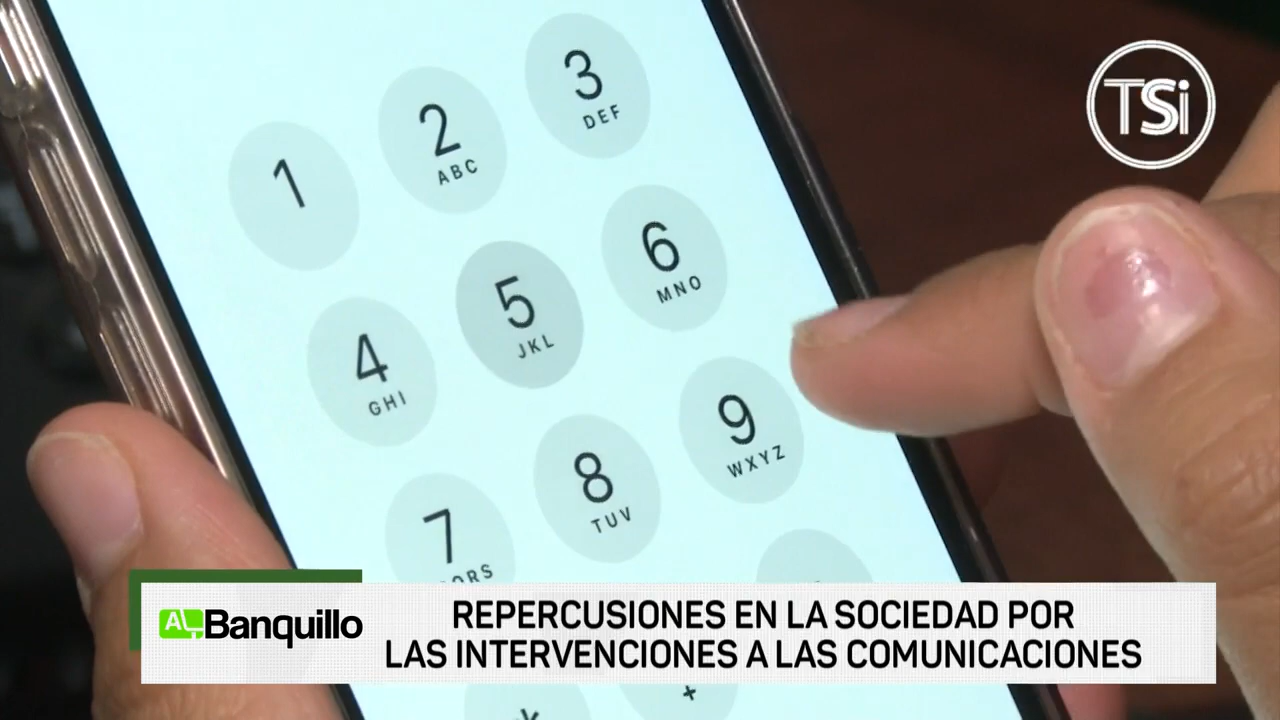 TSi
1
2
ABC
3
DEF
4
GHI
5
JKL
6
MNO
7
QRS
8
TUV
9
WXYZ
+
AL Banquillo
REPERCUSIONES EN LA SOCIEDAD POR
LAS INTERVENCIONES A LAS COMUNICACIONES